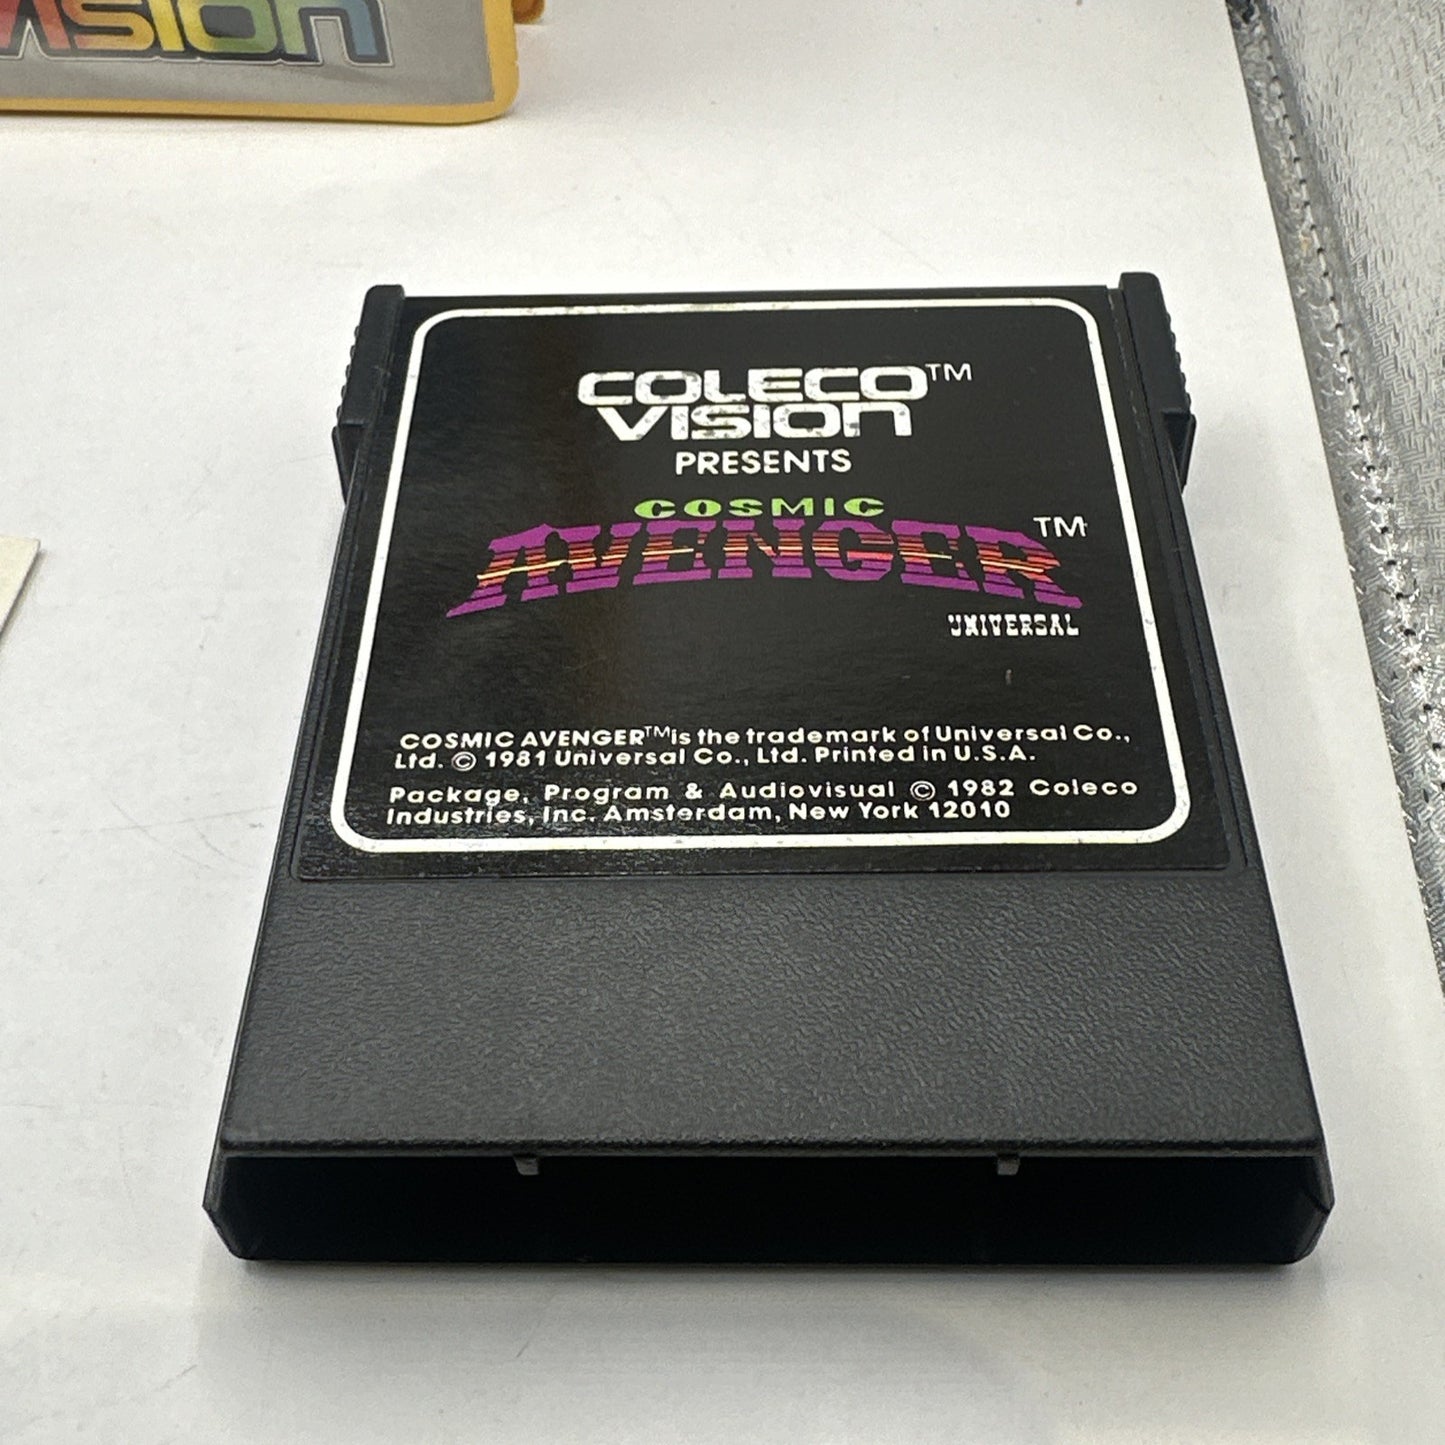 VISION
COLECO™
VISION
PRESENTS
COSMIC
AVENGER™
UNIVERSAL
COSMIC AVENGER™ is the trademark of Universal Co.,
Ltd. © 1981 Universal Co., Ltd. Printed in U.S.A.
Package, Program & Audiovisual © 1982 Coleco
Industries, Inc. Amsterdam, New York 12010